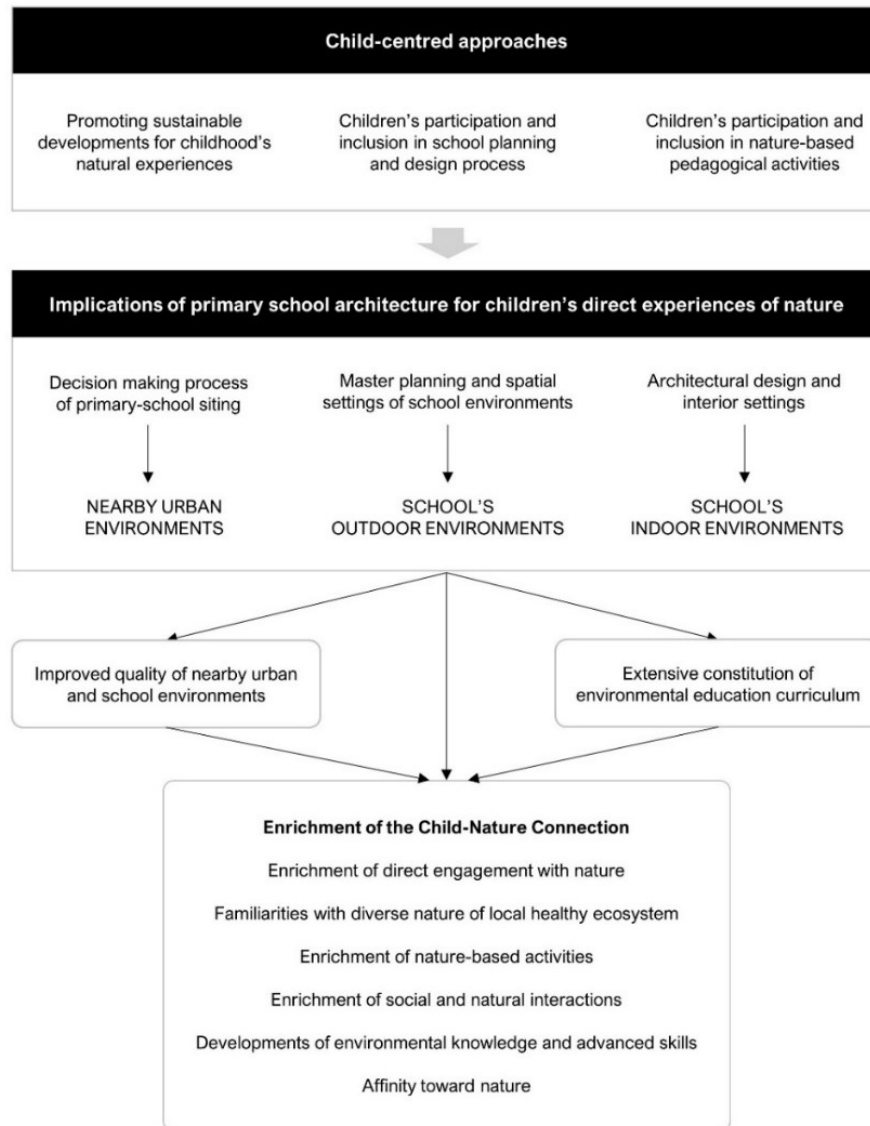 Child-centred approaches
Promoting sustainable
developments for childhood’s
natural experiences
Children’s participation and
inclusion in school planning
and design process
Children’s participation and
inclusion in nature-based
pedagogical activities
Implications of primary school architecture for children’s direct experiences of nature
Decision making process
of primary-school siting
Master planning and spatial
settings of school environments
Architectural design and
interior settings
NEARBY URBAN
ENVIRONMENTS
SCHOOL’S
OUTDOOR ENVIRONMENTS
SCHOOL’S
INDOOR ENVIRONMENTS
Improved quality of nearby urban
and school environments
Extensive constitution of
environmental education curriculum
Enrichment of the Child-Nature Connection
Enrichment of direct engagement with nature
Familiarities with diverse nature of local healthy ecosystem
Enrichment of nature-based activities
Enrichment of social and natural interactions
Developments of environmental knowledge and advanced skills
Affinity toward nature